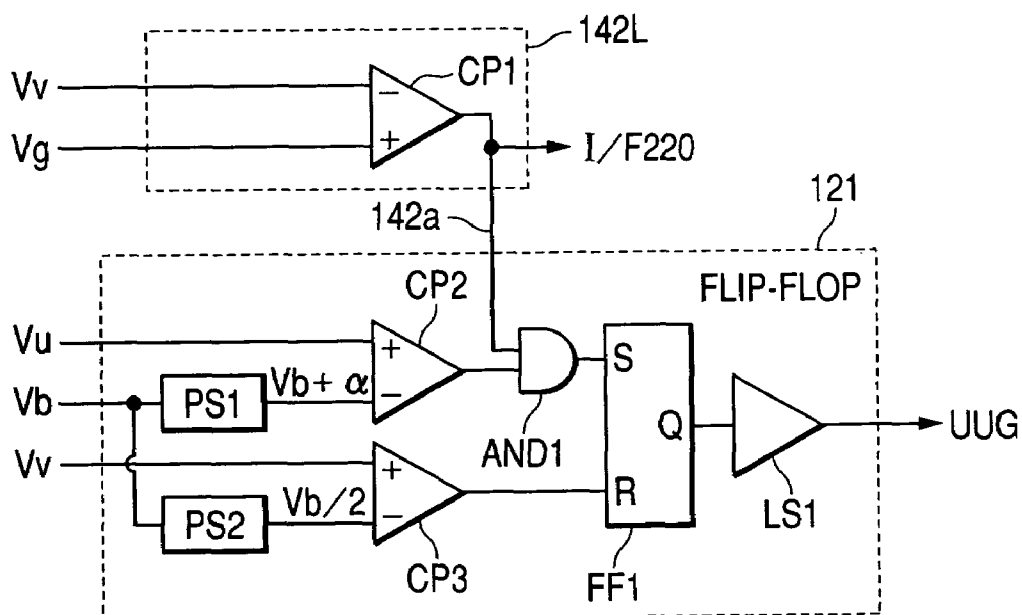 142L
Vv
CP1
−
Vg
+
I/F220
142a
121
CP2
FLIP-FLOP
Vu
+
S
Vb
PS1
Vb+ α
−
AND1
Q
UUG
Vv
+
R
LS1
PS2
Vb/2
−
CP3
FF1